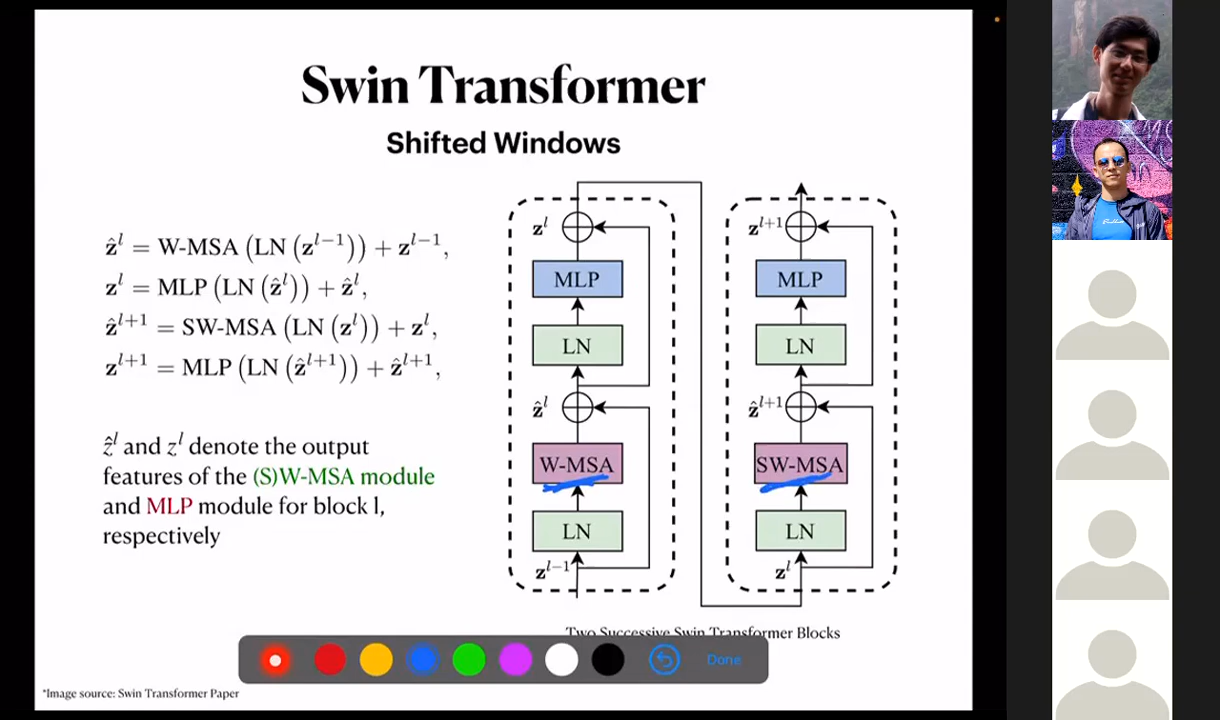 Swin Transformer
Shifted Windows
ẑ^l = W-MSA (LN (z^{l-1})) + z^{l-1},
z^l = MLP (LN (ẑ^l)) + ẑ^l,
ẑ^{l+1} = SW-MSA (LN (z^l)) + z^l,
z^{l+1} = MLP (LN (ẑ^{l+1})) + ẑ^{l+1},
ẑ^l and z^l denote the output
features of the (S)W-MSA module
and MLP module for block l,
respectively
z^l
MLP
LN
ẑ^l
W-MSA
LN
z^{l-1}
z^{l+1}
MLP
LN
ẑ^{l+1}
SW-MSA
LN
z^l
Two Successive Swin Transformer Blocks
Done
*Image source: Swin Transformer Paper